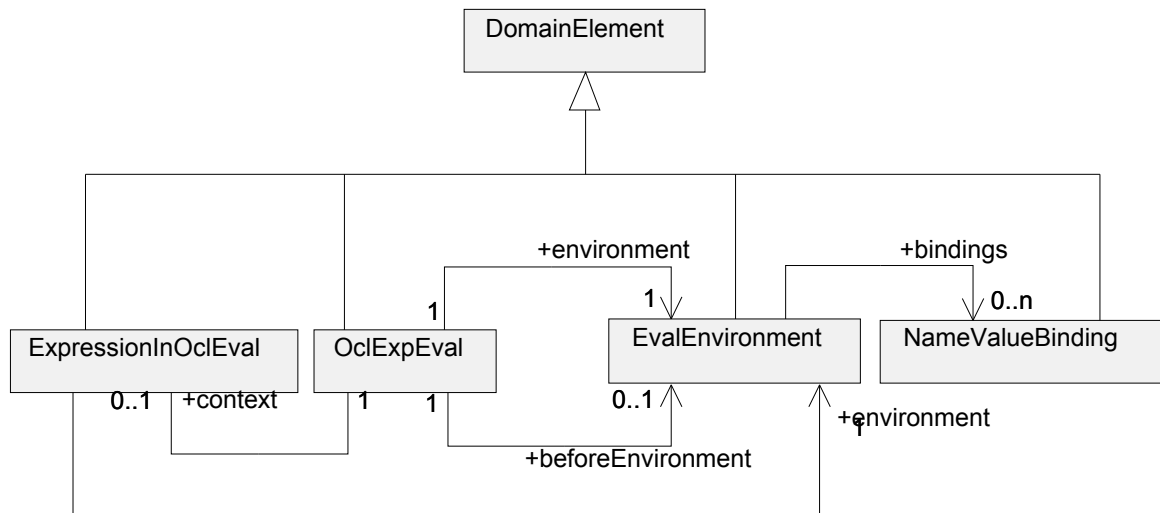 DomainElement
+environment
+bindings
1
1
0..n
ExpressionInOclEval
OclExpEval
EvalEnvironment
NameValueBinding
0..1
+context
1
1
0..1
+environment
1
+beforeEnvironment